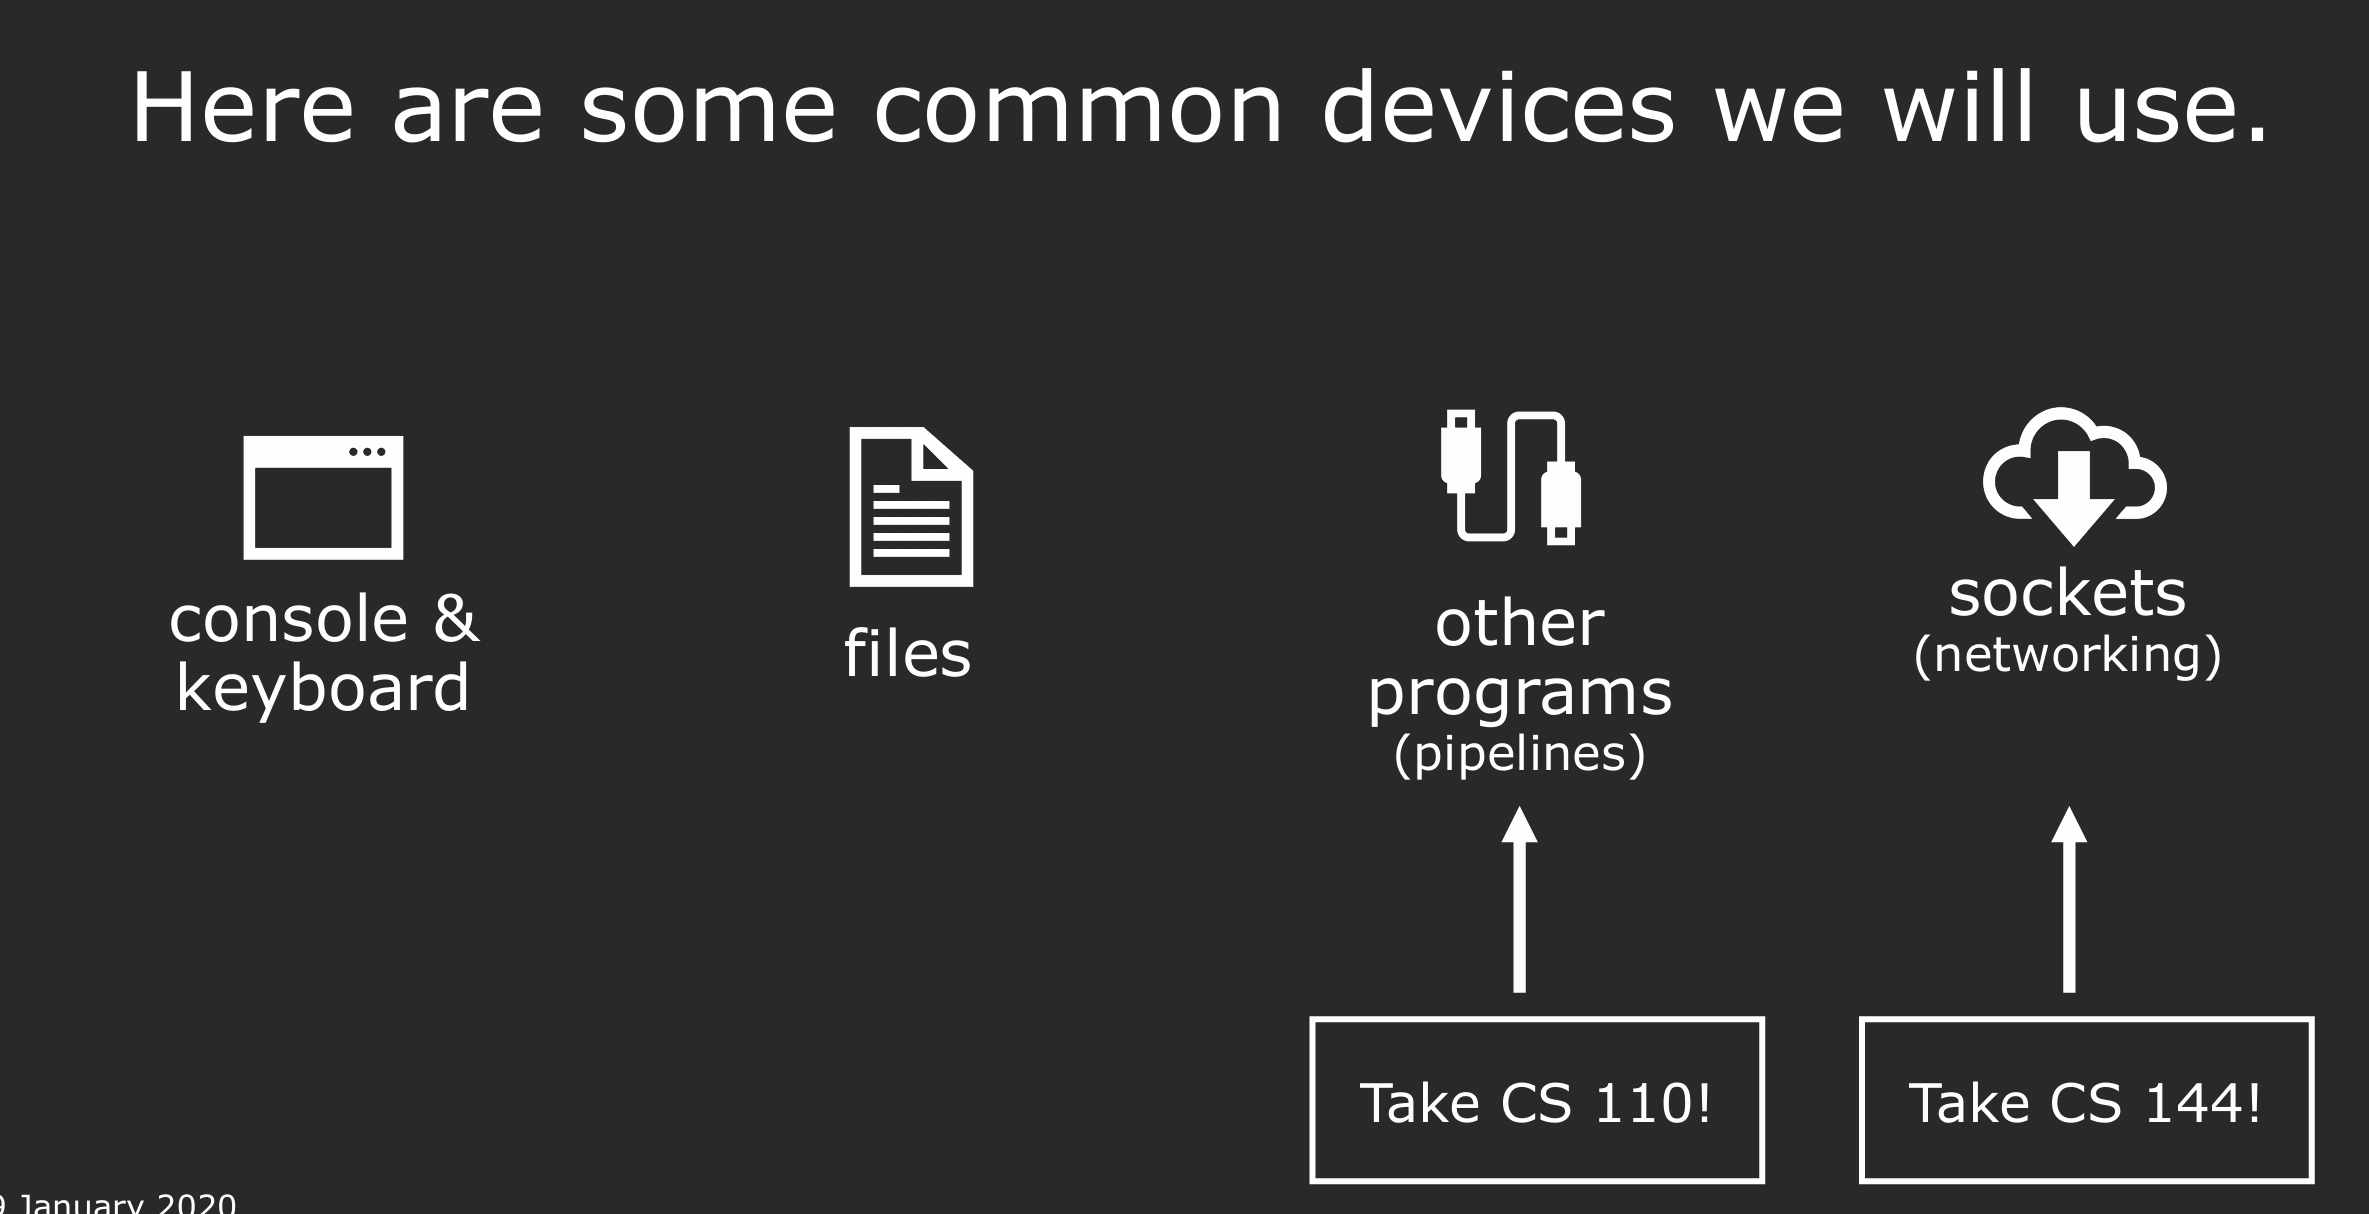 Here are some common devices we will use.
console &
keyboard
files
other
programs
(pipelines)
sockets
(networking)
Take CS 110!
Take CS 144!
January 2020